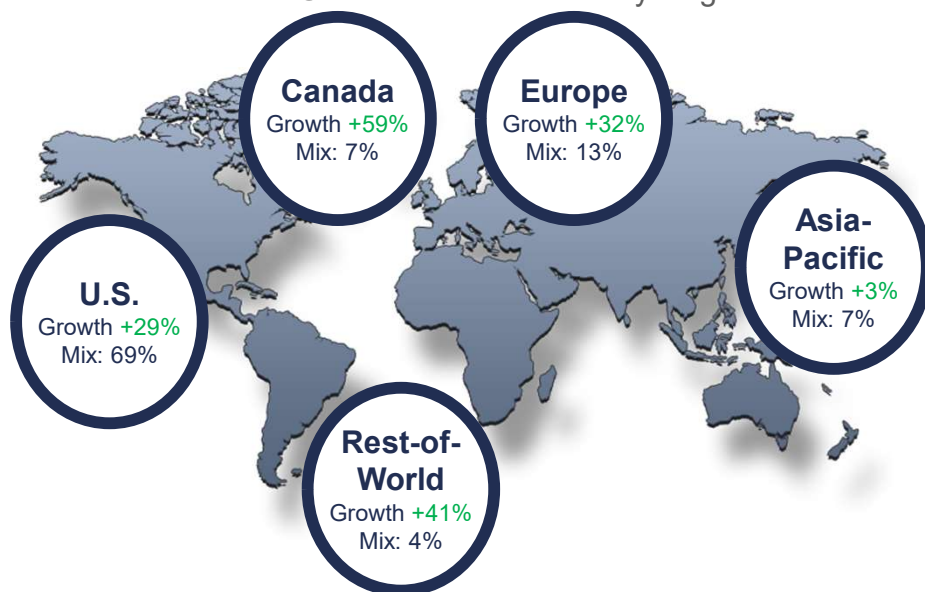 Canada
Growth +59%
Mix: 7%
Europe
Growth +32%
Mix: 13%
Asia-
Pacific
Growth +3%
Mix: 7%
U.S.
Growth +29%
Mix: 69%
Rest-of-
World
Growth +41%
Mix: 4%